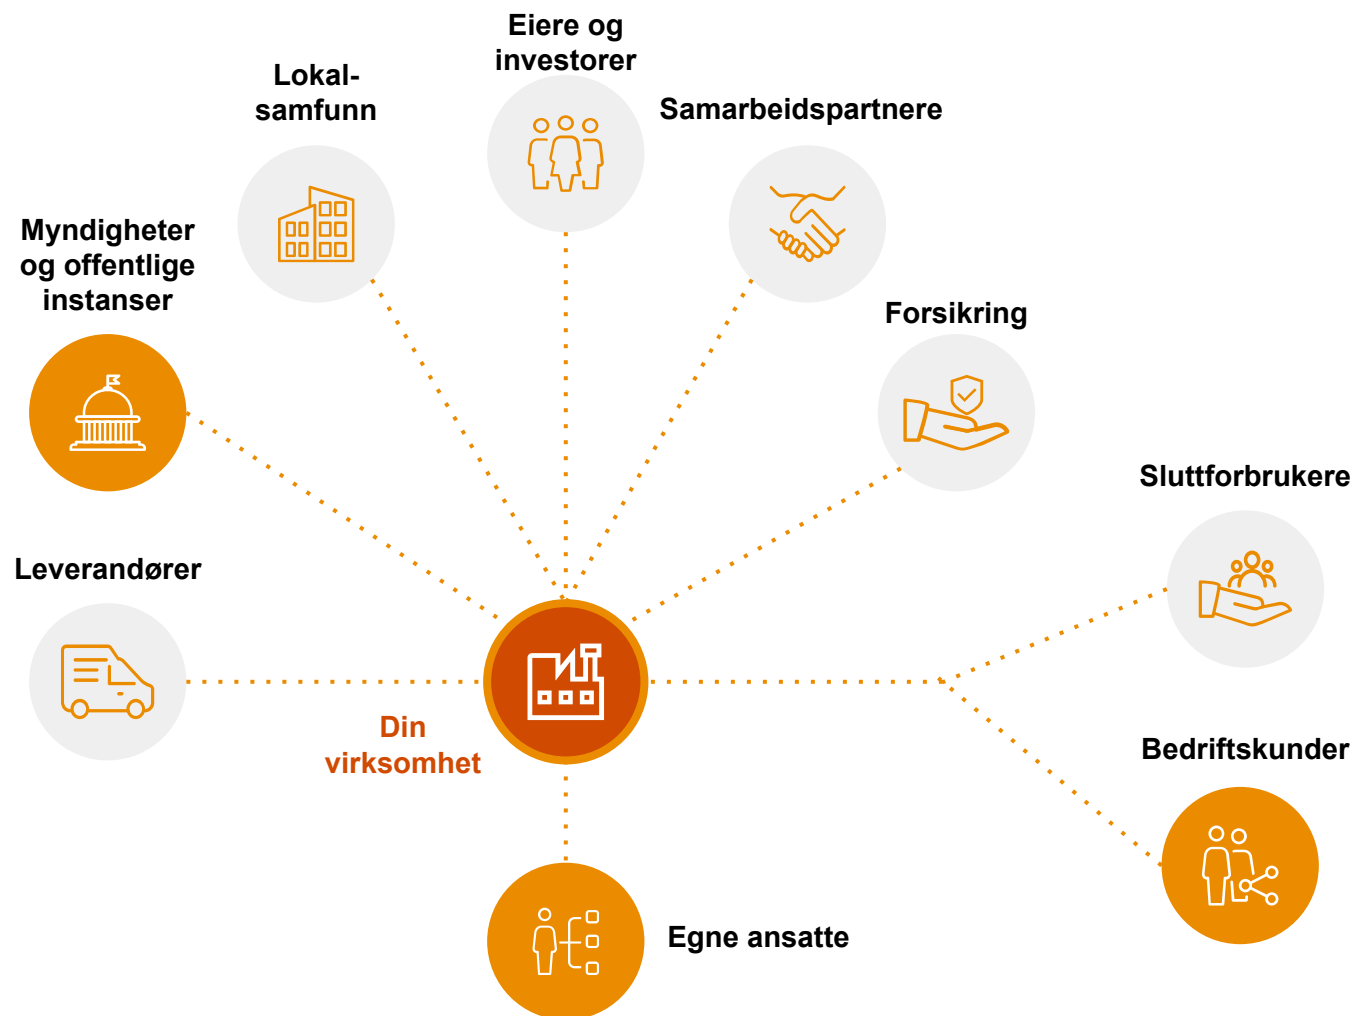 Eiere og
investorer
Lokal-
samfunn
Samarbeidspartnere
Myndigheter
og offentlige
instanser
Forsikring
Sluttforbrukere
Leverandører
Din
virksomhet
Bedriftskunder
Egne ansatte